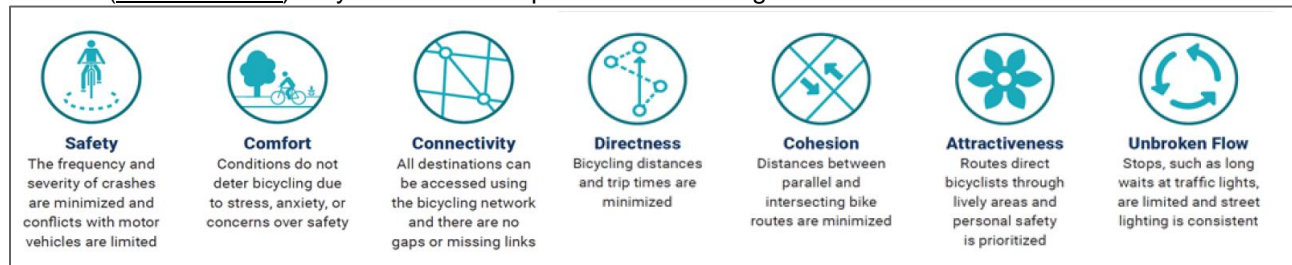 Safety
The frequency and
severity of crashes
are minimized and
conflicts with motor
vehicles are limited
Comfort
Conditions do not
deter bicycling due
to stress, anxiety, or
concerns over safety
Connectivity
All destinations can
be accessed using
the bicycling network
and there are no
gaps or missing links
Directness
Bicycling distances
and trip times are
minimized
Cohesion
Distances between
parallel and
intersecting bike
routes are minimized
Attractiveness
Routes direct
bicyclists through
lively areas and
personal safety
is prioritized
Unbroken Flow
Stops, such as long
waits at traffic lights,
are limited and street
lighting is consistent